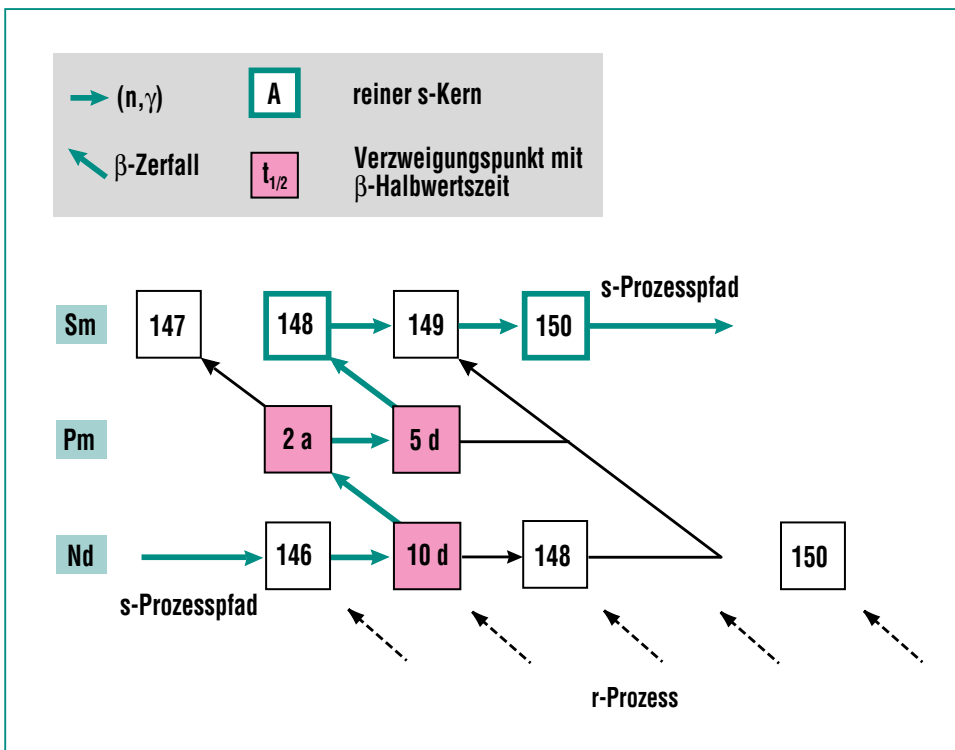 (n,γ)
A
reiner s-Kern
β-Zerfall
t1/2
Verzweigungspunkt mit
β-Halbwertszeit
s-Prozesspfad
Sm
147
148
149
150
Pm
2 a
5 d
Nd
146
10 d
148
150
s-Prozesspfad
r-Prozess